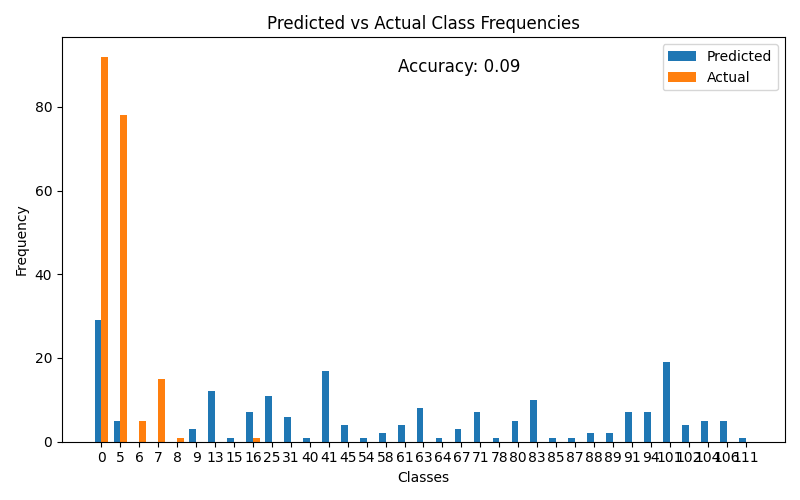 Predicted vs Actual Class Frequencies
Accuracy: 0.09
Predicted
Actual
80
60
40
20
0
Frequency
0 5 6 7 8 9 13 15 16 25 31 40 41 45 54 58 61 63 64 67 71 78 80 83 85 87 88 89 91 94 101 102 104 106 111
Classes